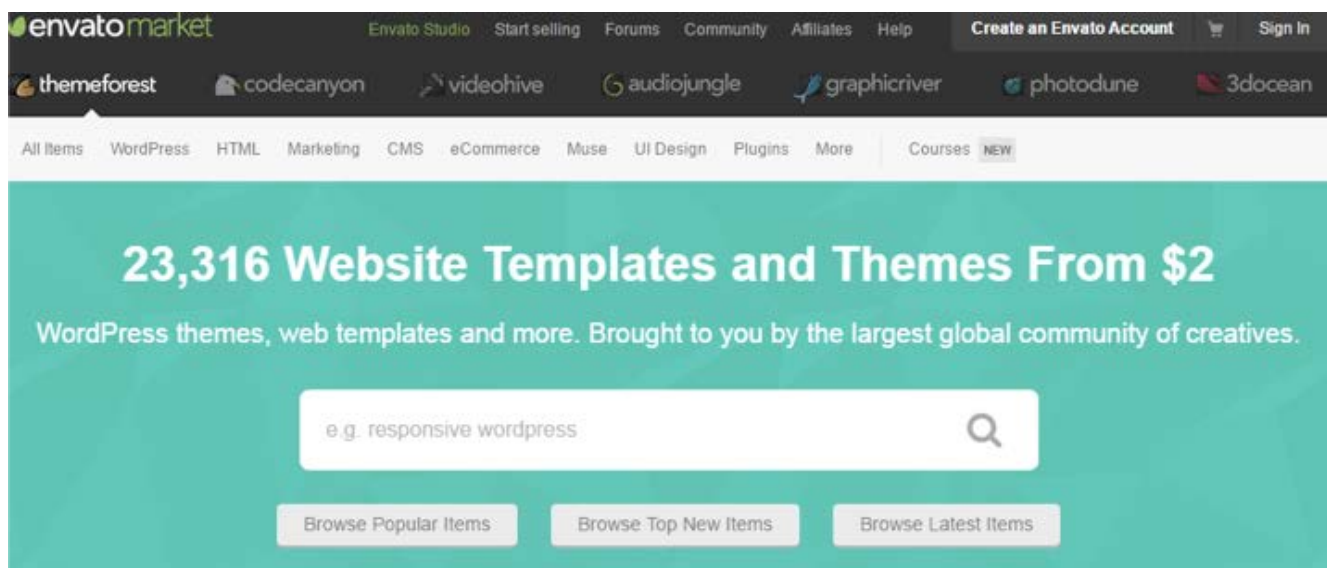 envatomarket Envato Studio Start selling Forums Community Affiliates Help Create an Envato Account Sign In
themeforest codecanyon videohive audiojungle graphicriver photodune 3docean
All Items WordPress HTML Marketing CMS eCommerce Muse UI Design Plugins More Courses NEW
23,316 Website Templates and Themes From $2
WordPress themes, web templates and more. Brought to you by the largest global community of creatives.
e.g. responsive wordpress
Browse Popular Items Browse Top New Items Browse Latest Items